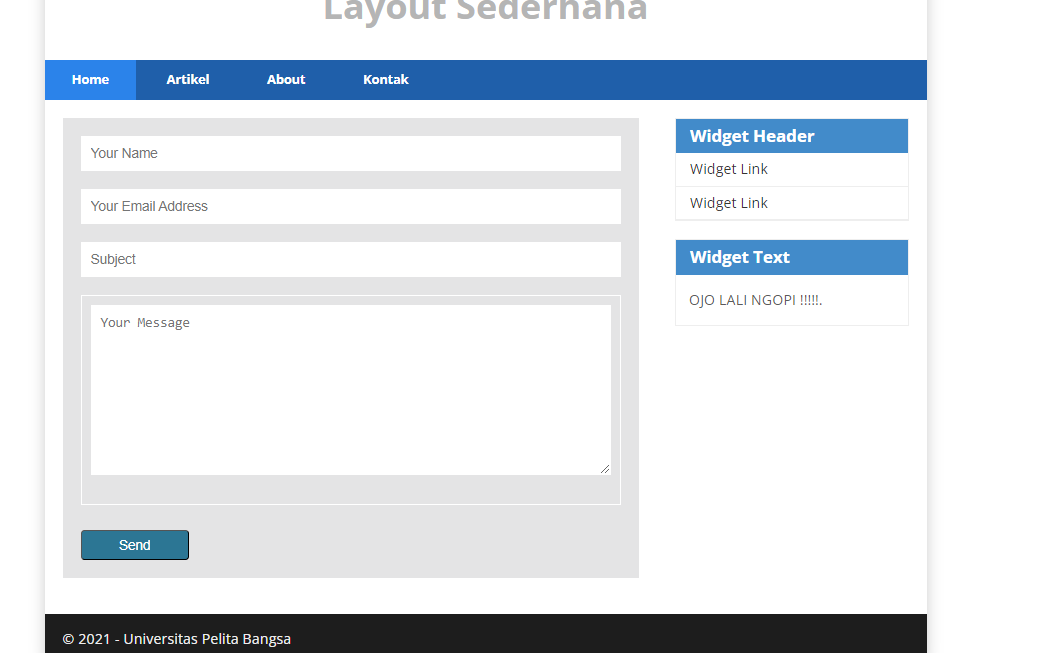 Layout Sederhana
Home Artikel About Kontak
Your Name
Your Email Address
Subject
Your Message
Send
Widget Header
Widget Link
Widget Link
Widget Text
OJO LALI NGOPI !!!!!.
© 2021 - Universitas Pelita Bangsa